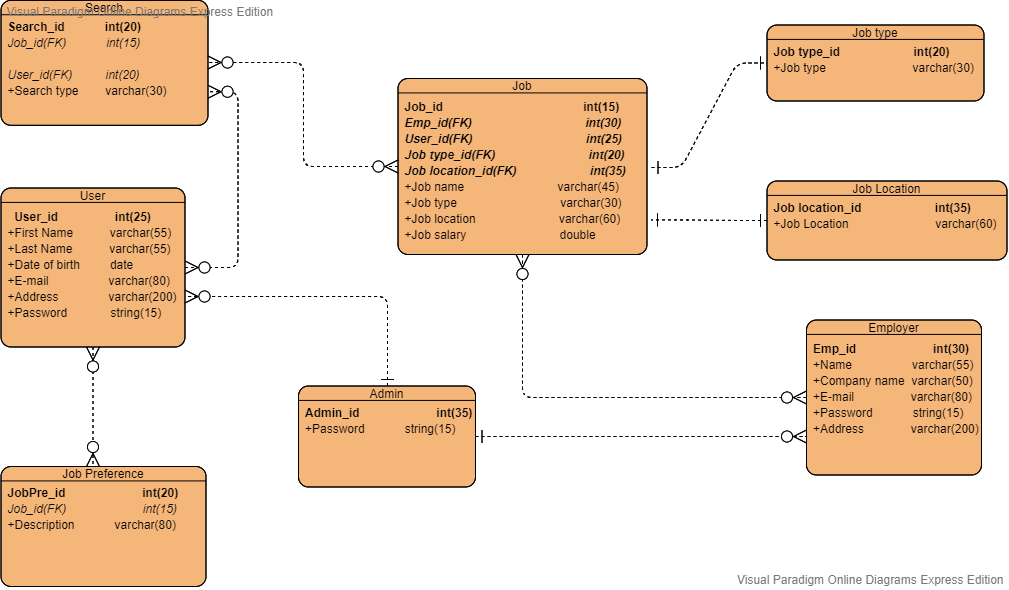 Visual Paradigm Online Diagrams Express Edition
Search
Search_id int(20)
Job_id(FK) int(15)
User_id(FK) int(20)
+Search type varchar(30)
Job type
Job type_id int(20)
+Job type varchar(30)
Job
Job_id int(15)
Emp_id(FK) int(30)
User_id(FK) int(25)
Job type_id(FK) int(20)
Job location_id(FK) int(35)
+Job name varchar(45)
+Job type varchar(30)
+Job location varchar(60)
+Job salary double
Job Location
Job location_id int(35)
+Job Location varchar(60)
User
User_id int(25)
+First Name varchar(55)
+Last Name varchar(55)
+Date of birth date
+E-mail varchar(80)
+Address varchar(200)
+Password string(15)
Employer
Emp_id int(30)
+Name varchar(55)
+Company name varchar(50)
+E-mail varchar(80)
+Password string(15)
+Address varchar(200)
Admin
Admin_id int(35)
+Password string(15)
Job Preference
JobPre_id int(20)
Job_id(FK) int(15)
+Description varchar(80)
Visual Paradigm Online Diagrams Express Edition